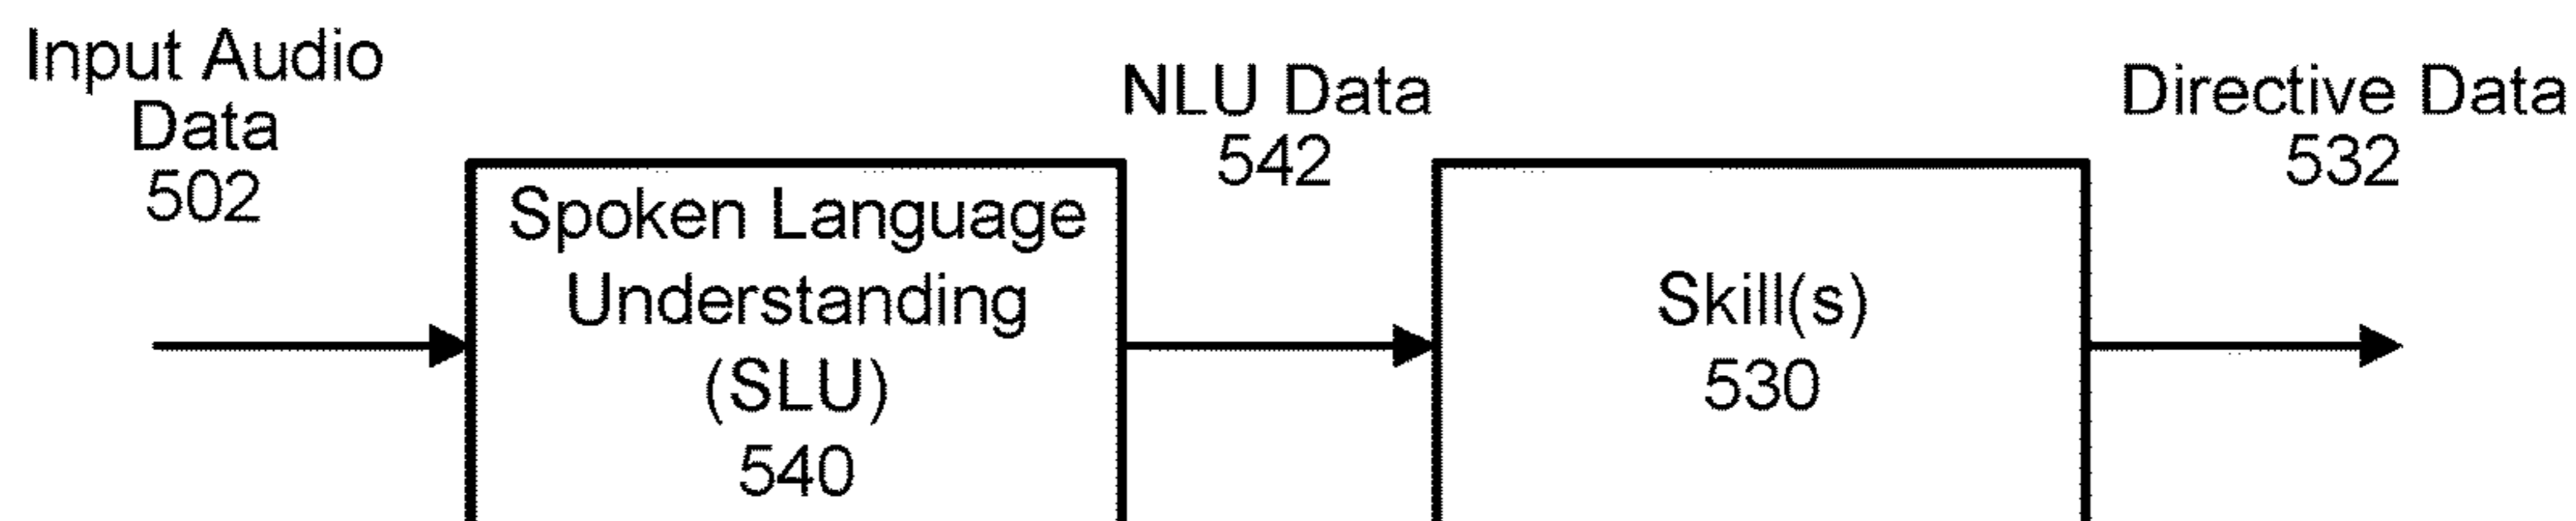 Input Audio
Data
502
Spoken Language
Understanding
(SLU)
540
NLU Data
542
Skill(s)
530
Directive Data
532